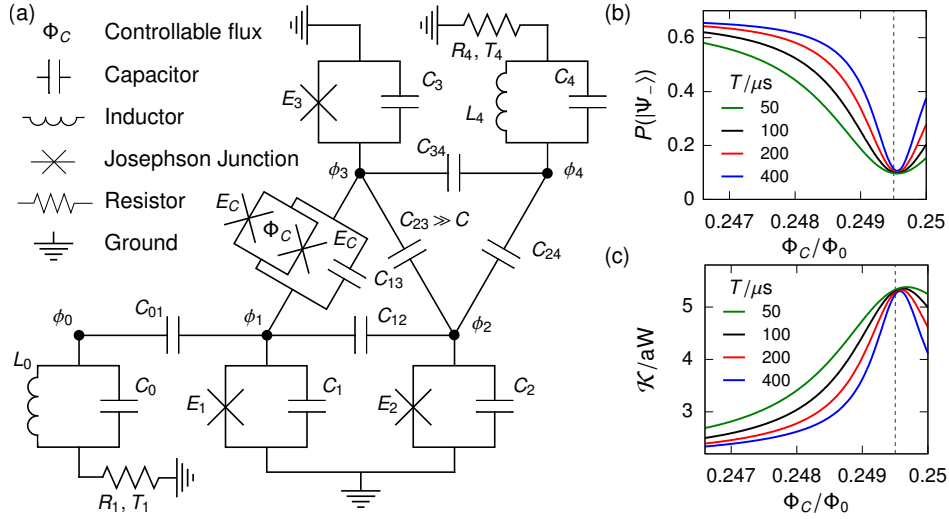 (a)
Φ_C Controllable flux
Capacitor
Inductor
Josephson Junction
Resistor
Ground
E_3
C_3
R_4, T_4
C_4
L_4
ϕ_3
C_34
ϕ_4
E_C
Φ_C
E_C
C_13
C_23 ≫ C
C_24
ϕ_0
C_01
ϕ_1
C_12
ϕ_2
L_0
C_0
E_1
C_1
E_2
C_2
R_1, T_1
(b)
P(|Ψ_−⟩)
0.6
0.4
0.2
0
T/μs
50
100
200
400
0.247 0.248 0.249 0.25
Φ_C/Φ_0
(c)
𝒦/aW
5
4
3
T/μs
50
100
200
400
0.247 0.248 0.249 0.25
Φ_C/Φ_0